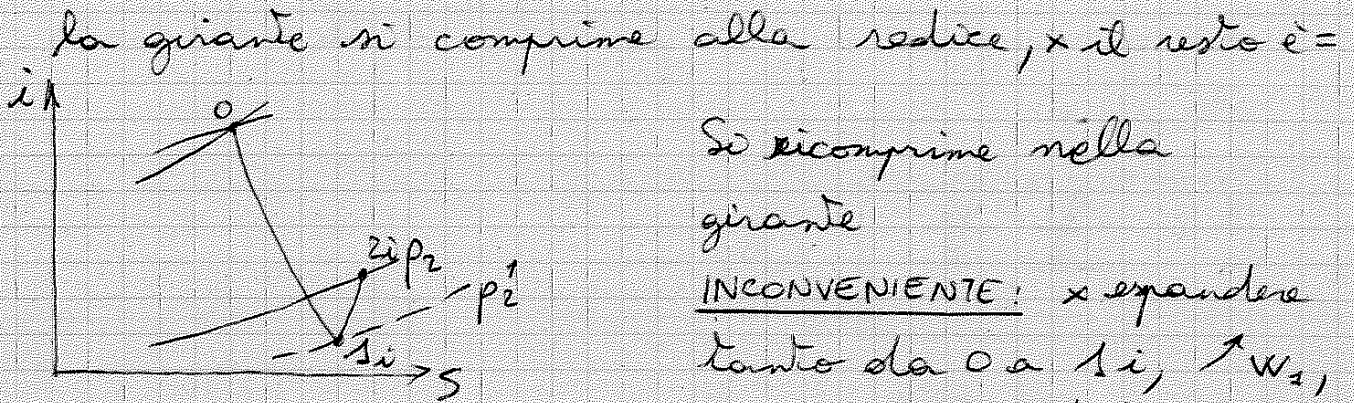 la girante si comprime alla radice, x il resto è =
i
0
Si ricomprime nella
girante
2i p₂
p₂'
INCONVENIENTE: x espandere
1i
S
tanto da 0 a 1i, ↗ w₁,